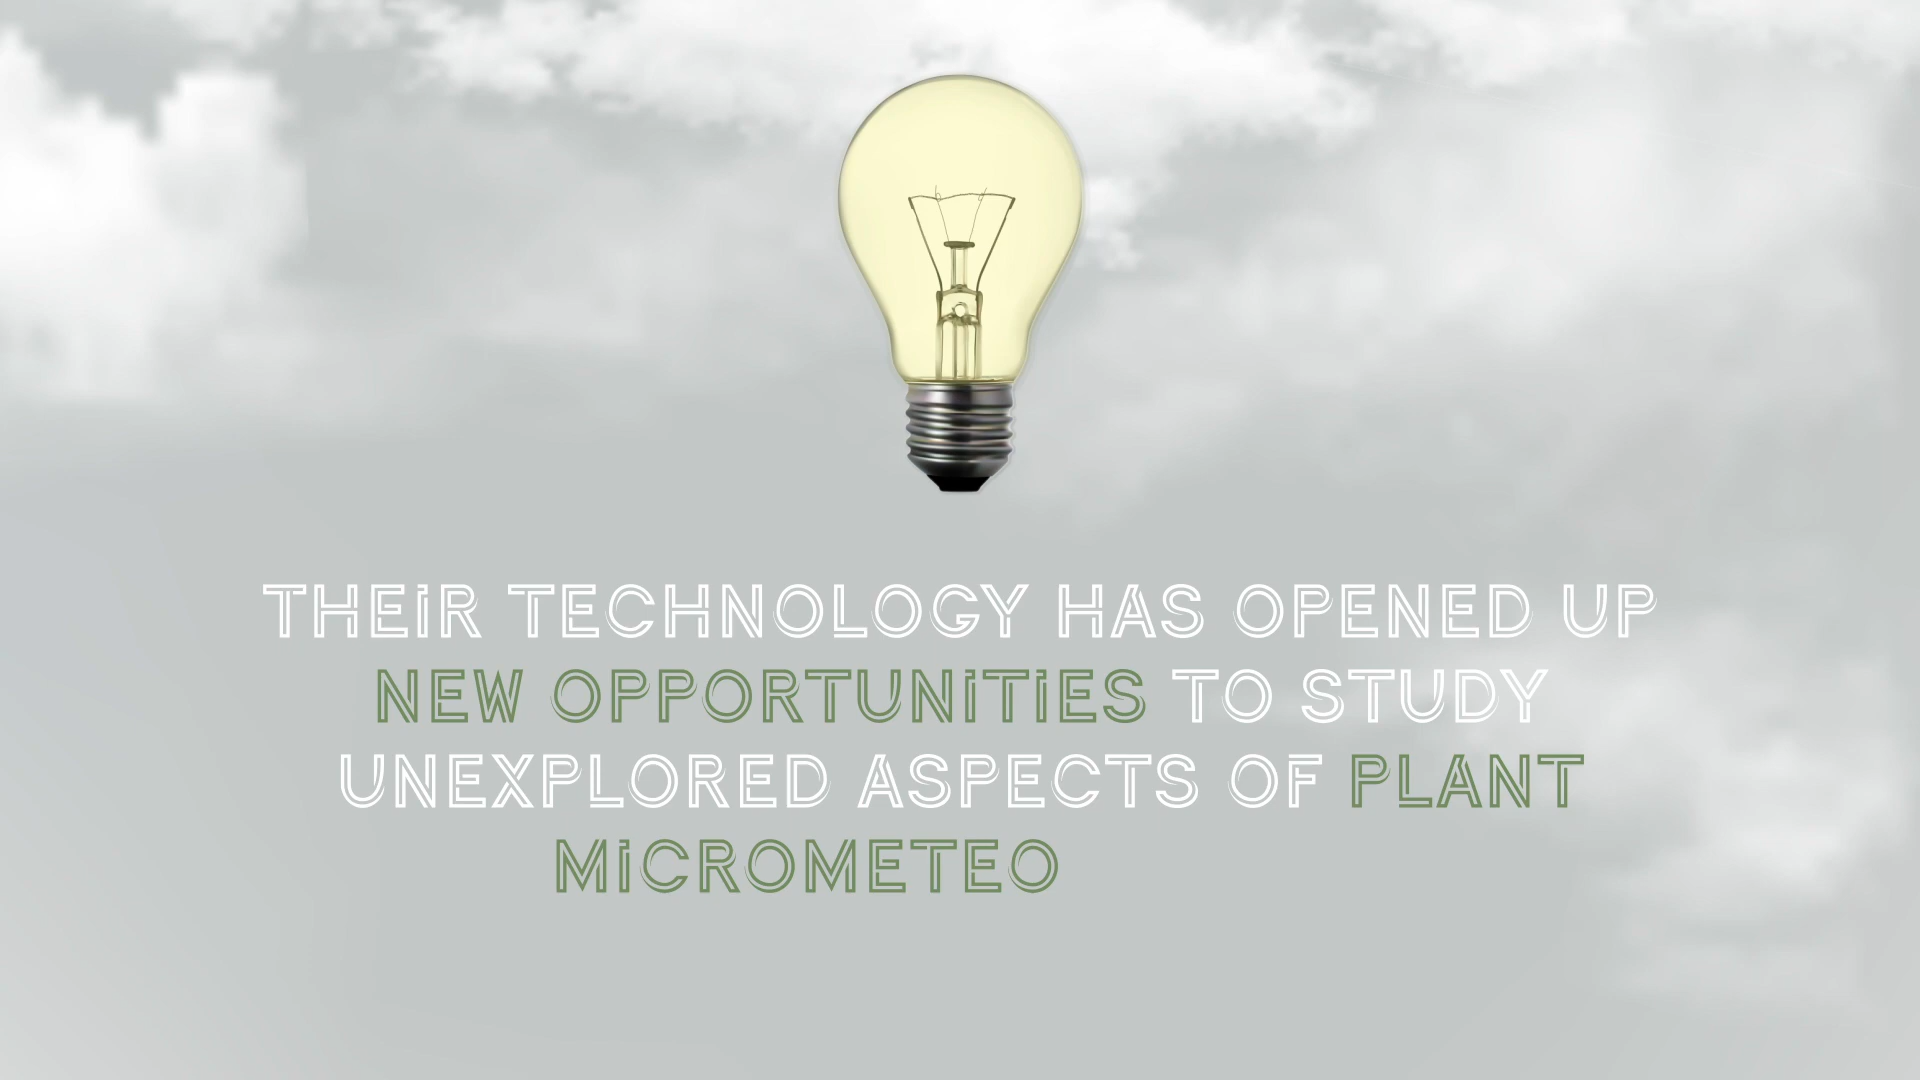 THEIR TECHNOLOGY HAS OPENED UP
NEW OPPORTUNITIES TO STUDY
UNEXPLORED ASPECTS OF PLANT
MICROMETEO